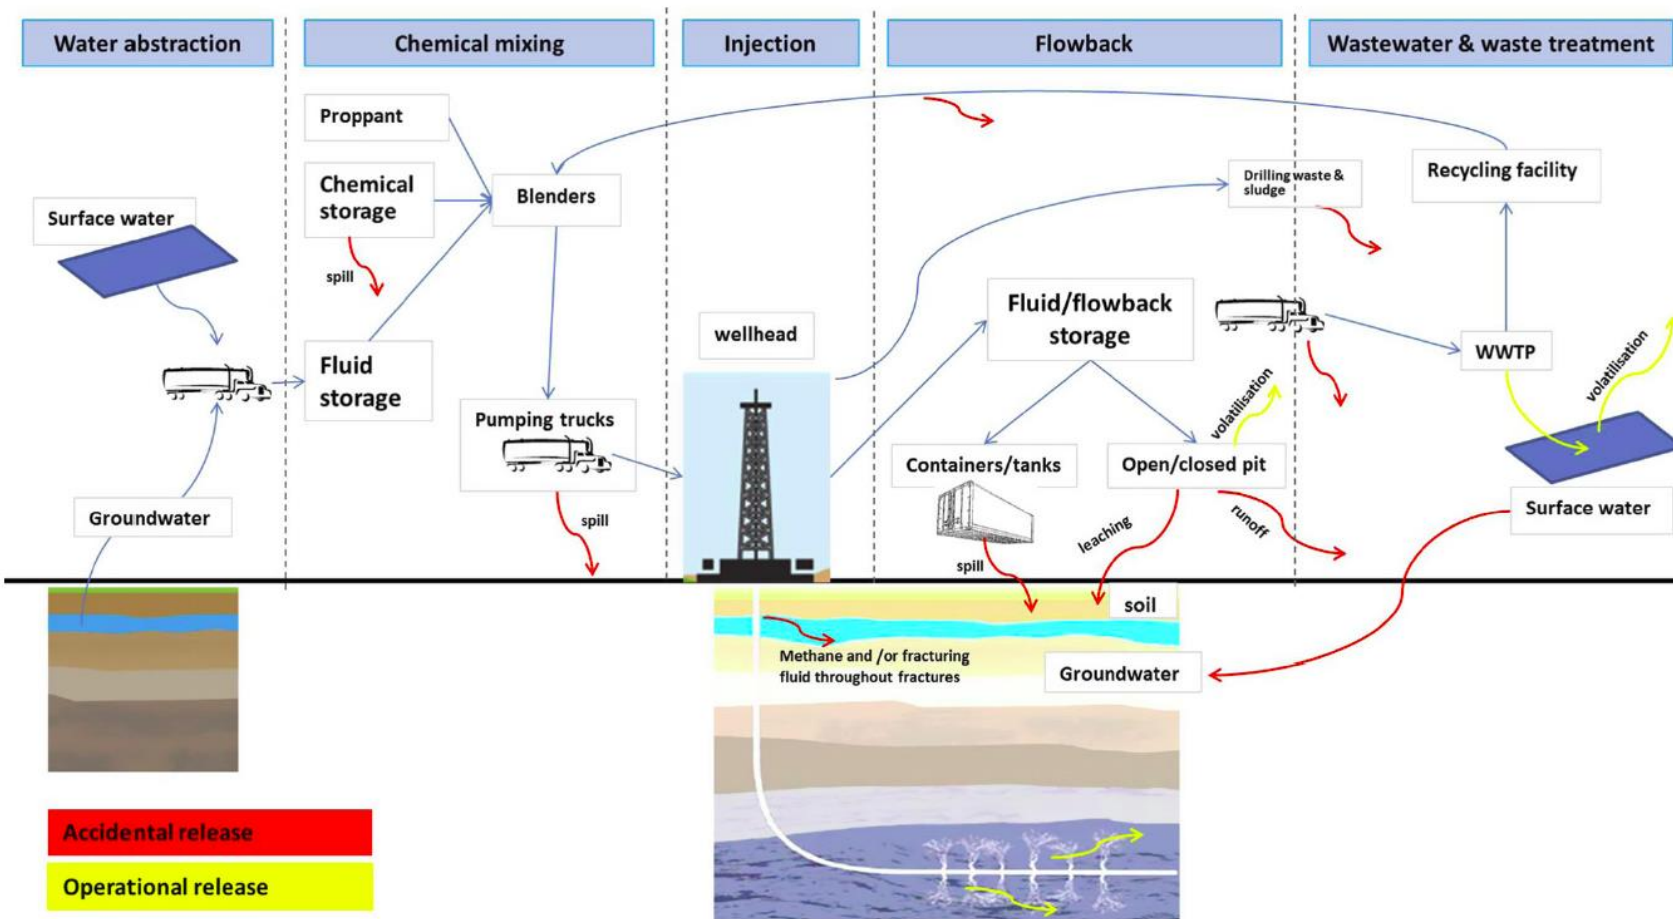 Water abstraction
Chemical mixing
Injection
Flowback
Wastewater & waste treatment
Proppant
Chemical
storage
spill
Blenders
Surface water
Fluid
storage
Groundwater
Pumping trucks
spill
wellhead
Drilling waste &
sludge
Fluid/flowback
storage
Containers/tanks
spill
Open/closed pit
volatilisation
leaching
runoff
Recycling facility
WWTP
volatilisation
Surface water
soil
Methane and /or fracturing
fluid throughout fractures
Groundwater
Accidental release
Operational release